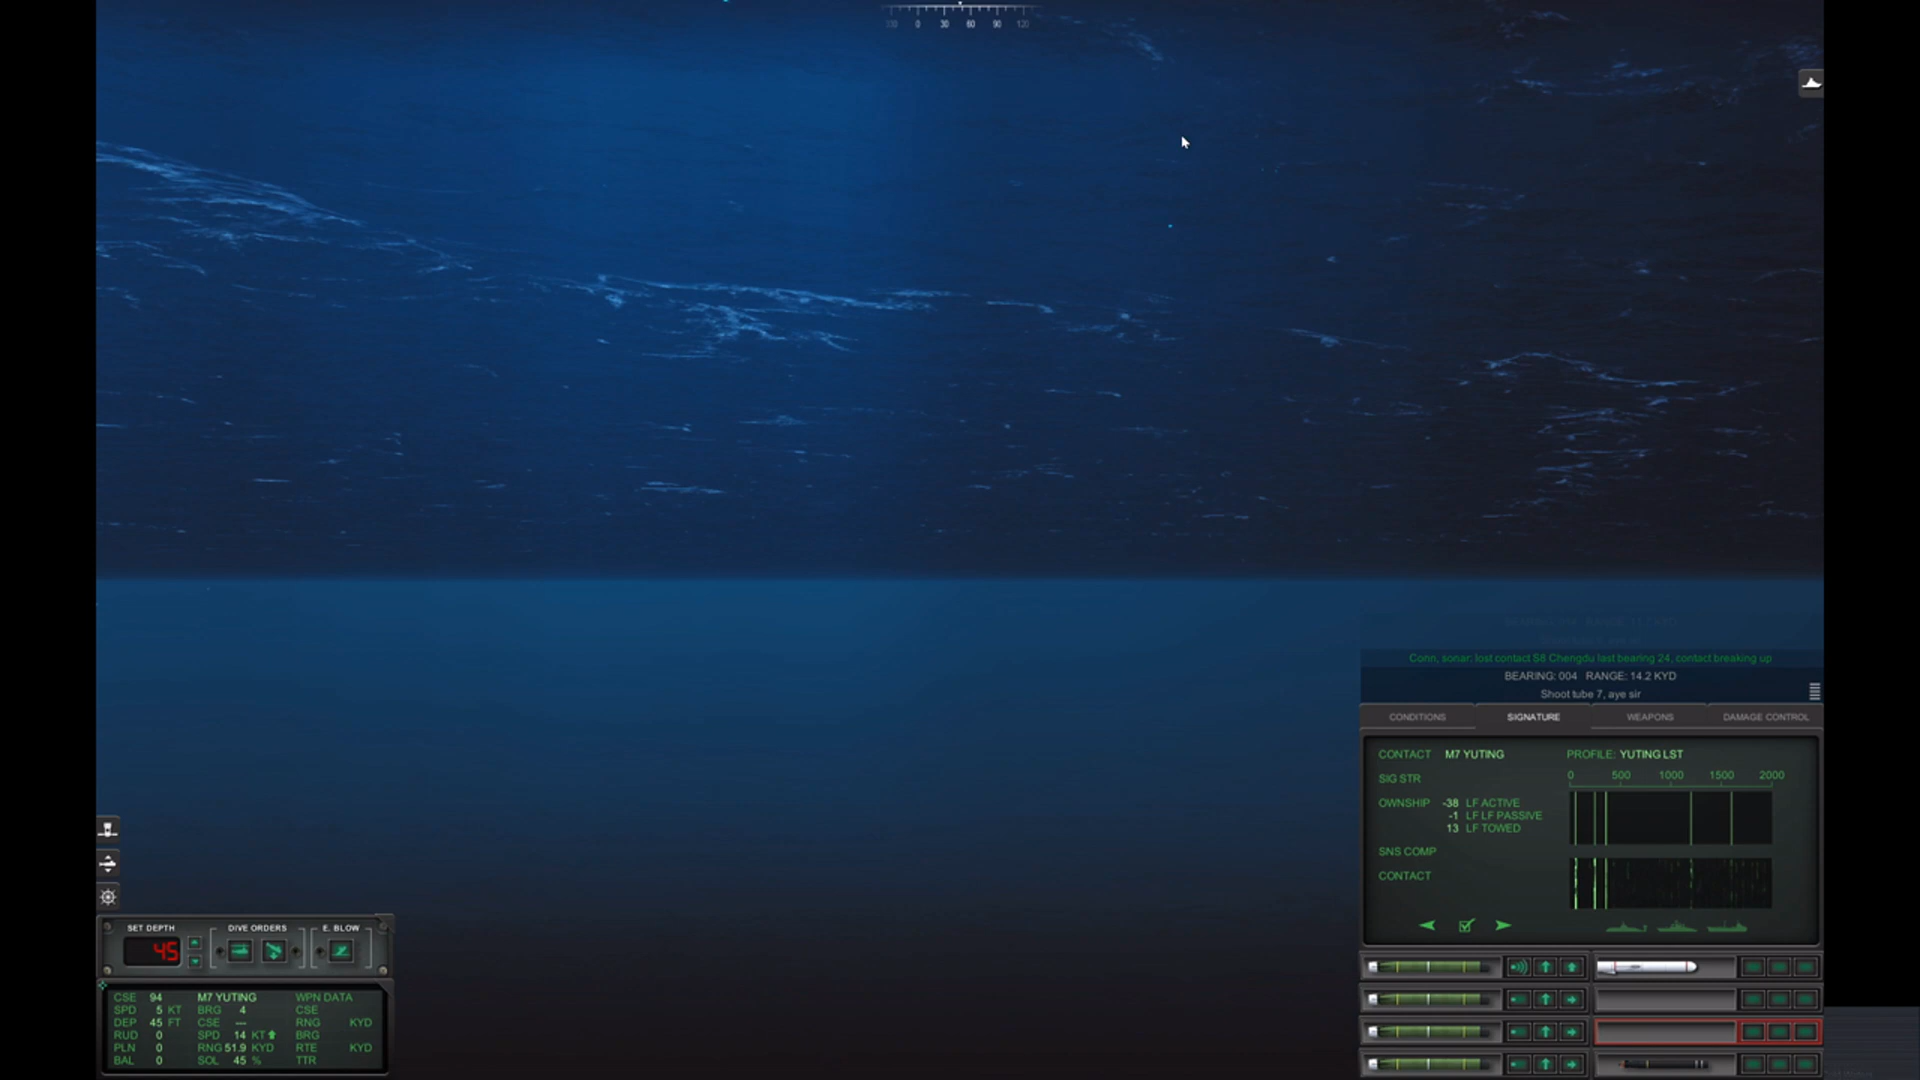 330 0 30 60 90 120
Conn, sonar: lost contact S8 Chengdu last bearing 24, contact breaking up
BEARING: 004 RANGE: 14.2 KYD
Shoot tube 7, aye sir
CONDITIONS SIGNATURE WEAPONS DAMAGE CONTROL
CONTACT M7 YUTING PROFILE: YUTING LST
SIG STR 0 500 1000 1500 2000
OWNSHIP -38 LF ACTIVE
-1 LF LF PASSIVE
13 LF TOWED
SNS COMP
CONTACT
SET DEPTH DIVE ORDERS E. BLOW
45
CSE 94 M7 YUTING WPN DATA
SPD 5 KT BRG 4 CSE
DEP 45 FT CSE --- RNG KYD
RUD 0 SPD 14 KT BRG
PLN 0 RNG 51.9 KYD RTE KYD
BAL 0 SOL 45 % TTR